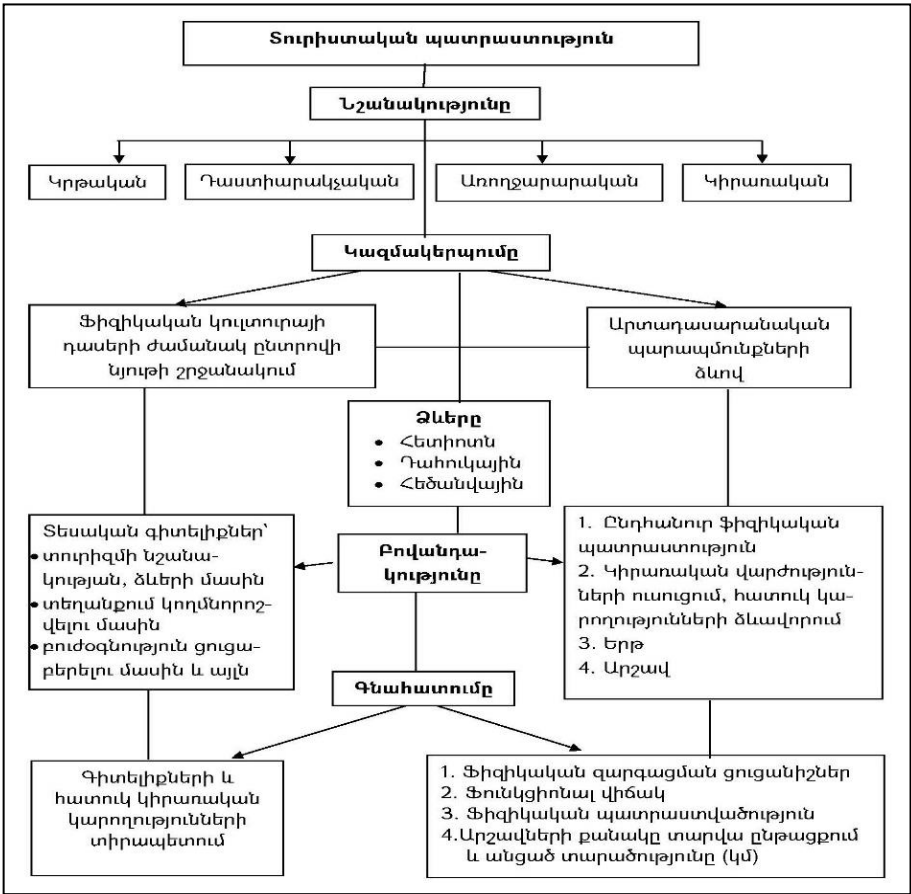 Տուրիստական պատրաստություն
Նշանակությունը
Կրթական
Դաստիարակչական
Առողջարարական
Կիրառական
Կազմակերպումը
Ֆիզիկական կուլտուրայի
դասերի ժամանակ ընտրովի
նյութի շրջանակում
Արտադասարանական
պարապմունքների
ձևով
Ձևերը
• Հետիոտն
• Դահուկային
• Հեծանվային
Տեսական գիտելիքներ՝
• տուրիզմի նշանա-
կության, ձևերի մասին
• տեղանքում կողմնորոշ-
վելու մասին
• բուժօգնություն ցուցա-
բերելու մասին և այլն
Բովանդա-
կությունը
1. Ընդհանուր ֆիզիկական
պատրաստություն
2. Կիրառական վարժություն-
ների ուսուցում, հատուկ կա-
րողությունների ձևավորում
3. Երթ
4. Արշավ
Գնահատումը
Գիտելիքների և
հատուկ կիրառական
կարողությունների
տիրապետում
1. Ֆիզիկական զարգացման ցուցանիշներ
2. Ֆունկցիոնալ վիճակ
3. Ֆիզիկական պատրաստվածություն
4.Արշավների քանակը տարվա ընթացքում
և անցած տարածությունը (կմ)